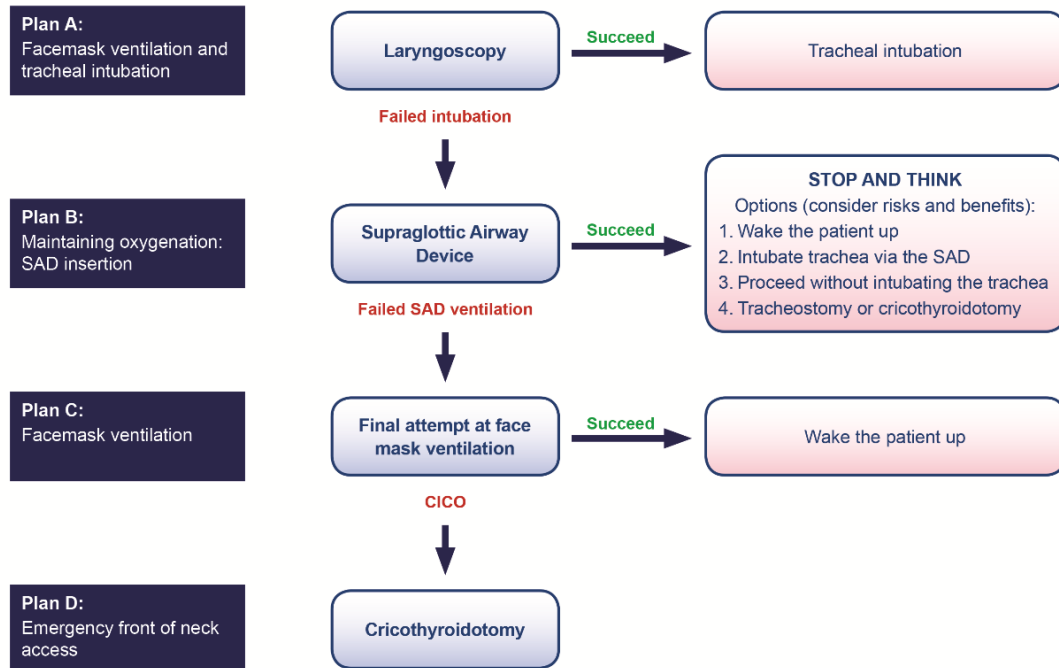 Plan A:
Facemask ventilation and
tracheal intubation
Laryngoscopy
Succeed
Tracheal intubation
Failed intubation
Plan B:
Maintaining oxygenation:
SAD insertion
Supraglottic Airway
Device
Succeed
STOP AND THINK
Options (consider risks and benefits):
1. Wake the patient up
2. Intubate trachea via the SAD
3. Proceed without intubating the trachea
4. Tracheostomy or cricothyroidotomy
Failed SAD ventilation
Plan C:
Facemask ventilation
Final attempt at face
mask ventilation
Succeed
Wake the patient up
CICO
Plan D:
Emergency front of neck
access
Cricothyroidotomy